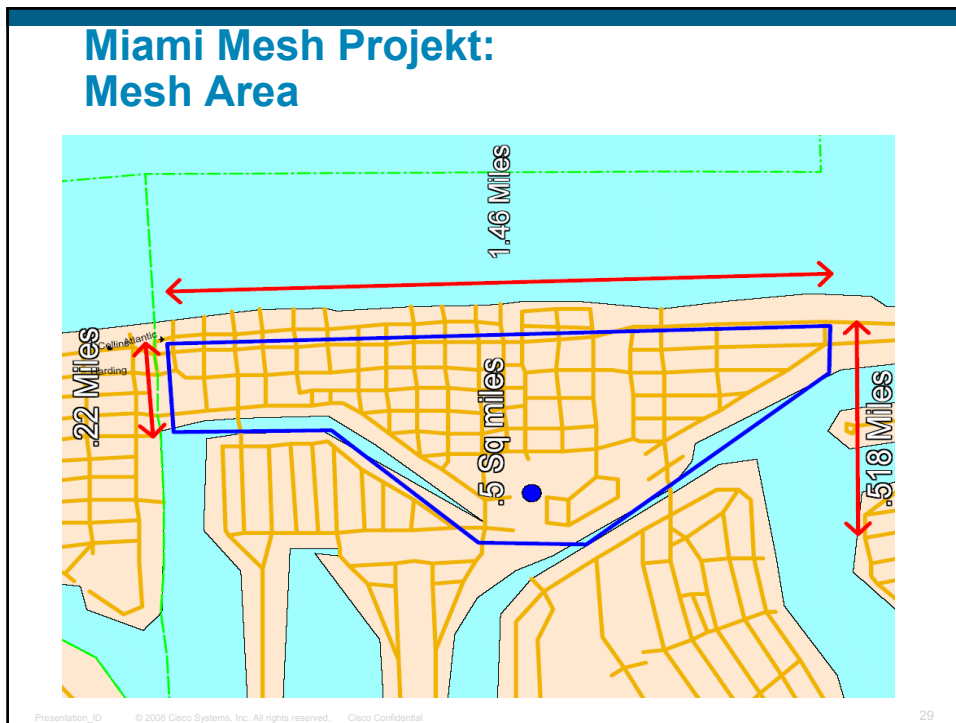 Miami Mesh Projekt:
Mesh Area
1.46 Miles
.22 Miles
Atlantic
Harding
.5 Sq miles
.518 Miles
Presentation_ID
© 2006 Cisco Systems, Inc. All rights reserved.
Cisco Confidential
29